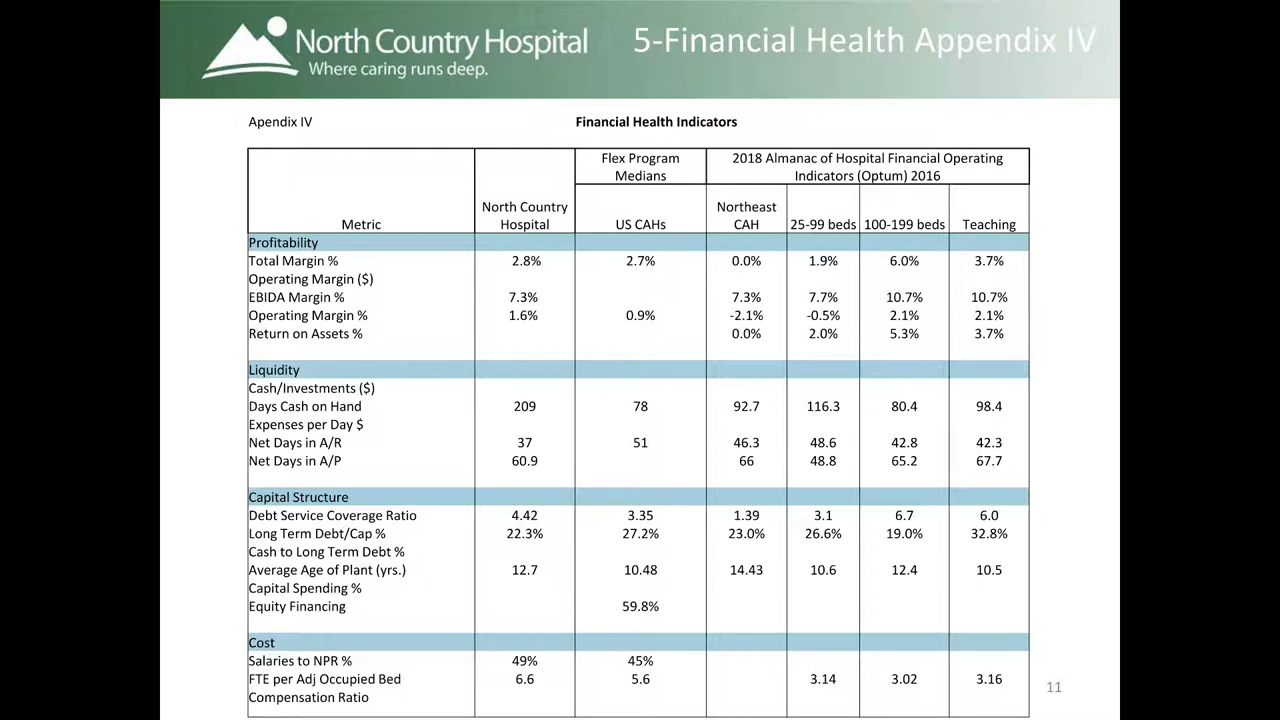 North Country Hospital
Where caring runs deep.
5-Financial Health Appendix IV
Apendix IV
Financial Health Indicators
Flex Program Medians 2018 Almanac of Hospital Financial Operating Indicators (Optum) 2016
Metric North Country Hospital US CAHs Northeast CAH 25-99 beds 100-199 beds Teaching
Profitability
Total Margin % 2.8% 2.7% 0.0% 1.9% 6.0% 3.7%
Operating Margin ($)
EBIDA Margin % 7.3% 7.3% 7.7% 10.7% 10.7%
Operating Margin % 1.6% 0.9% -2.1% -0.5% 2.1% 2.1%
Return on Assets % 0.0% 2.0% 5.3% 3.7%
Liquidity
Cash/Investments ($)
Days Cash on Hand 209 78 92.7 116.3 80.4 98.4
Expenses per Day $
Net Days in A/R 37 51 46.3 48.6 42.8 42.3
Net Days in A/P 60.9 66 48.8 65.2 67.7
Capital Structure
Debt Service Coverage Ratio 4.42 3.35 1.39 3.1 6.7 6.0
Long Term Debt/Cap % 22.3% 27.2% 23.0% 26.6% 19.0% 32.8%
Cash to Long Term Debt %
Average Age of Plant (yrs.) 12.7 10.48 14.43 10.6 12.4 10.5
Capital Spending %
Equity Financing 59.8%
Cost
Salaries to NPR % 49% 45%
FTE per Adj Occupied Bed 6.6 5.6 3.14 3.02 3.16
Compensation Ratio
11